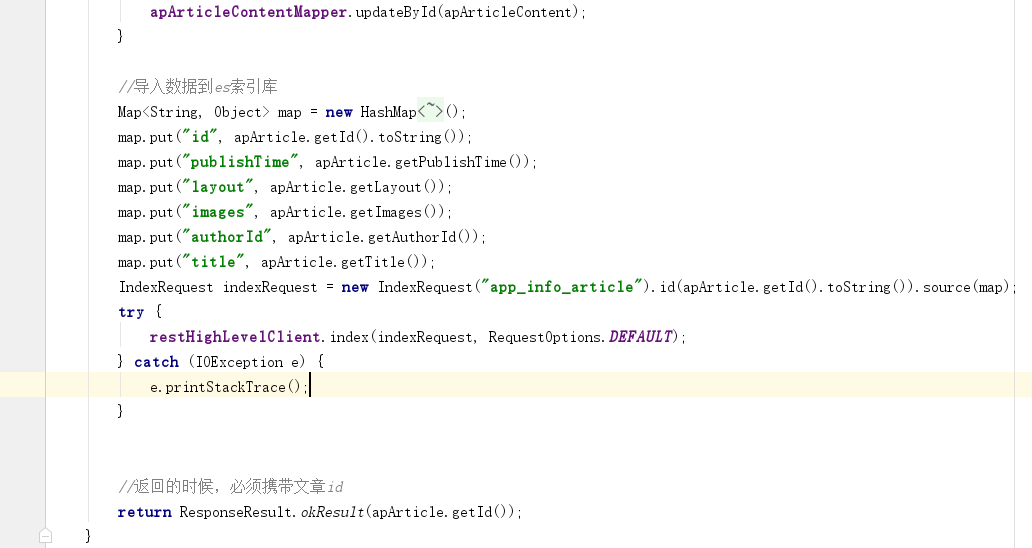 apArticleContentMapper.updateById(apArticleContent);
}
//导入数据到es索引库
Map<String, Object> map = new HashMap<~>();
map.put("id", apArticle.getId().toString());
map.put("publishTime", apArticle.getPublishTime());
map.put("layout", apArticle.getLayout());
map.put("images", apArticle.getImages());
map.put("authorId", apArticle.getAuthorId());
map.put("title", apArticle.getTitle());
IndexRequest indexRequest = new IndexRequest("app_info_article").id(apArticle.getId().toString()).source(map);
try {
restHighLevelClient.index(indexRequest, RequestOptions.DEFAULT);
} catch (IOException e) {
e.printStackTrace();
}
//返回的时候，必须携带文章id
return ResponseResult.okResult(apArticle.getId());
}